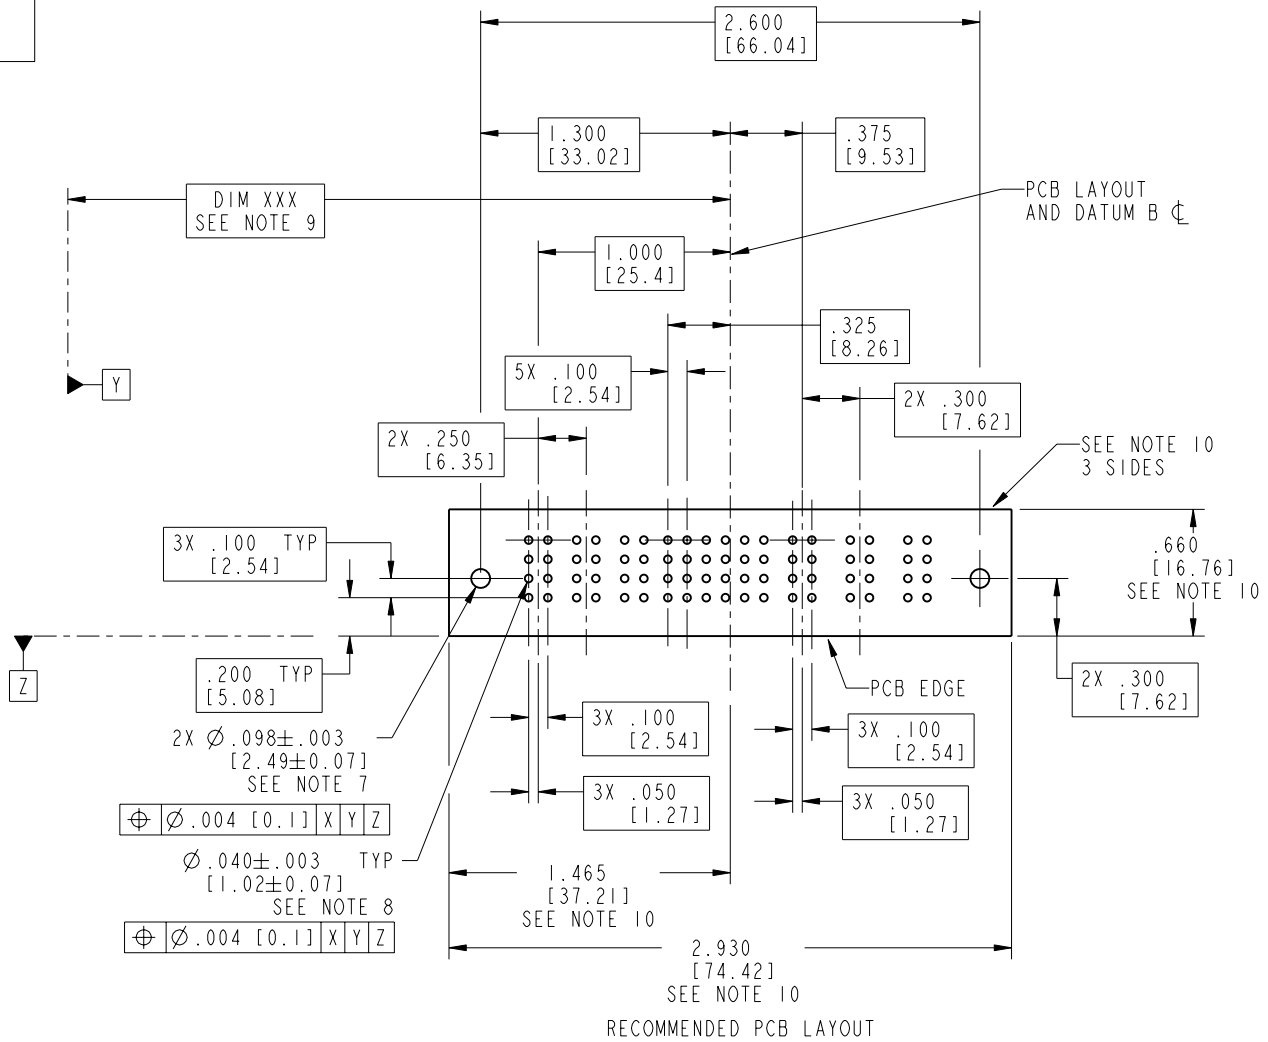 2.600
[66.04]
1.300
[33.02]
.375
[9.53]
DIM XXX
SEE NOTE 9
PCB LAYOUT
AND DATUM B ℄
1.000
[25.4]
.325
[8.26]
5X .100
[2.54]
Y
2X .300
[7.62]
2X .250
[6.35]
SEE NOTE 10
3 SIDES
3X .100 TYP
[2.54]
.660
[16.76]
SEE NOTE 10
Z
.200 TYP
[5.08]
PCB EDGE
2X .300
[7.62]
2X Ø.098±.003
[2.49±0.07]
SEE NOTE 7
3X .100
[2.54]
3X .100
[2.54]
⌖ Ø.004 [0.1] X Y Z
3X .050
[1.27]
3X .050
[1.27]
Ø.040±.003 TYP
[1.02±0.07]
SEE NOTE 8
⌖ Ø.004 [0.1] X Y Z
1.465
[37.21]
SEE NOTE 10
2.930
[74.42]
SEE NOTE 10
RECOMMENDED PCB LAYOUT